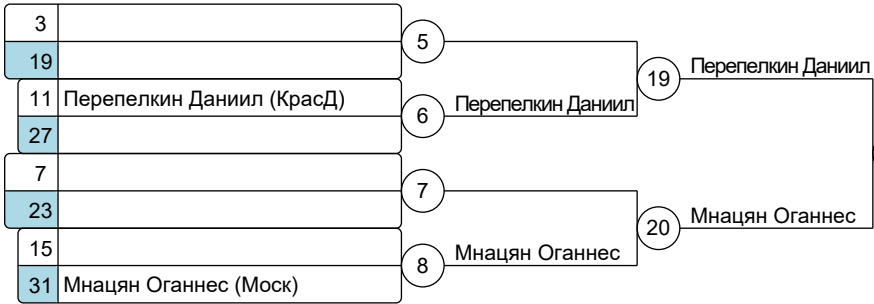 3
19
5
11 Перепелкин Даниил (КрасД)
27
6
Перепелкин Даниил
19
Перепелкин Даниил
7
23
7
15
31 Мнацян Оганнес (Моск)
8
Мнацян Оганнес
20
Мнацян Оганнес